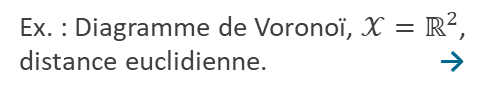 Ex. : Diagramme de Voronoï, 𝒳 = ℝ²,
distance euclidienne. →